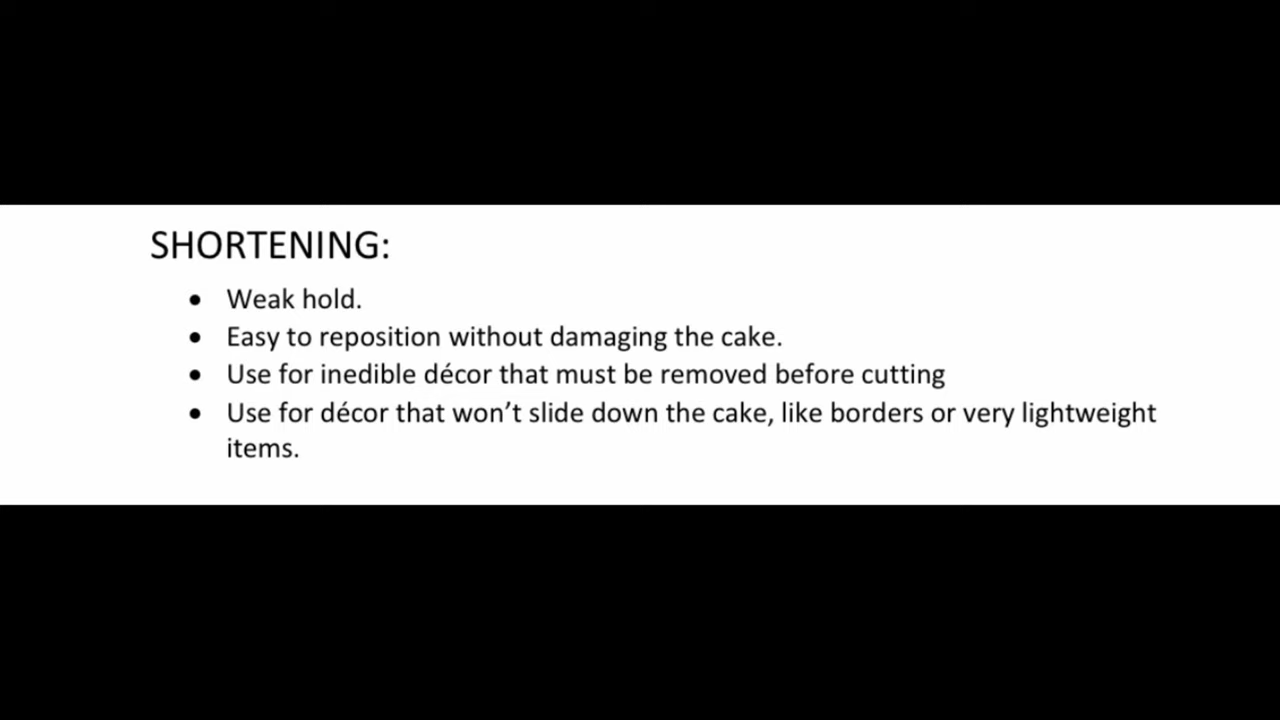 SHORTENING:
• Weak hold.
• Easy to reposition without damaging the cake.
• Use for inedible décor that must be removed before cutting
• Use for décor that won’t slide down the cake, like borders or very lightweight
items.